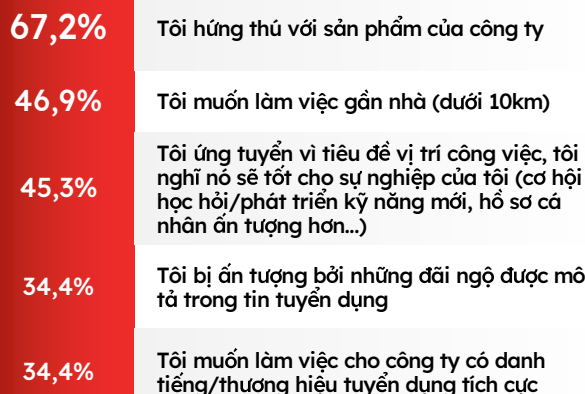 67,2%
Tôi hứng thú với sản phẩm của công ty
46,9%
Tôi muốn làm việc gần nhà (dưới 10km)
45,3%
Tôi ứng tuyển vì tiêu đề vị trí công việc, tôi
nghĩ nó sẽ tốt cho sự nghiệp của tôi (cơ hội
học hỏi/phát triển kỹ năng mới, hồ sơ cá
nhân ấn tượng hơn...)
34,4%
Tôi bị ấn tượng bởi những đãi ngộ được mô
tả trong tin tuyển dụng
34,4%
Tôi muốn làm việc cho công ty có danh
tiếng/thương hiệu tuyển dụng tích cực